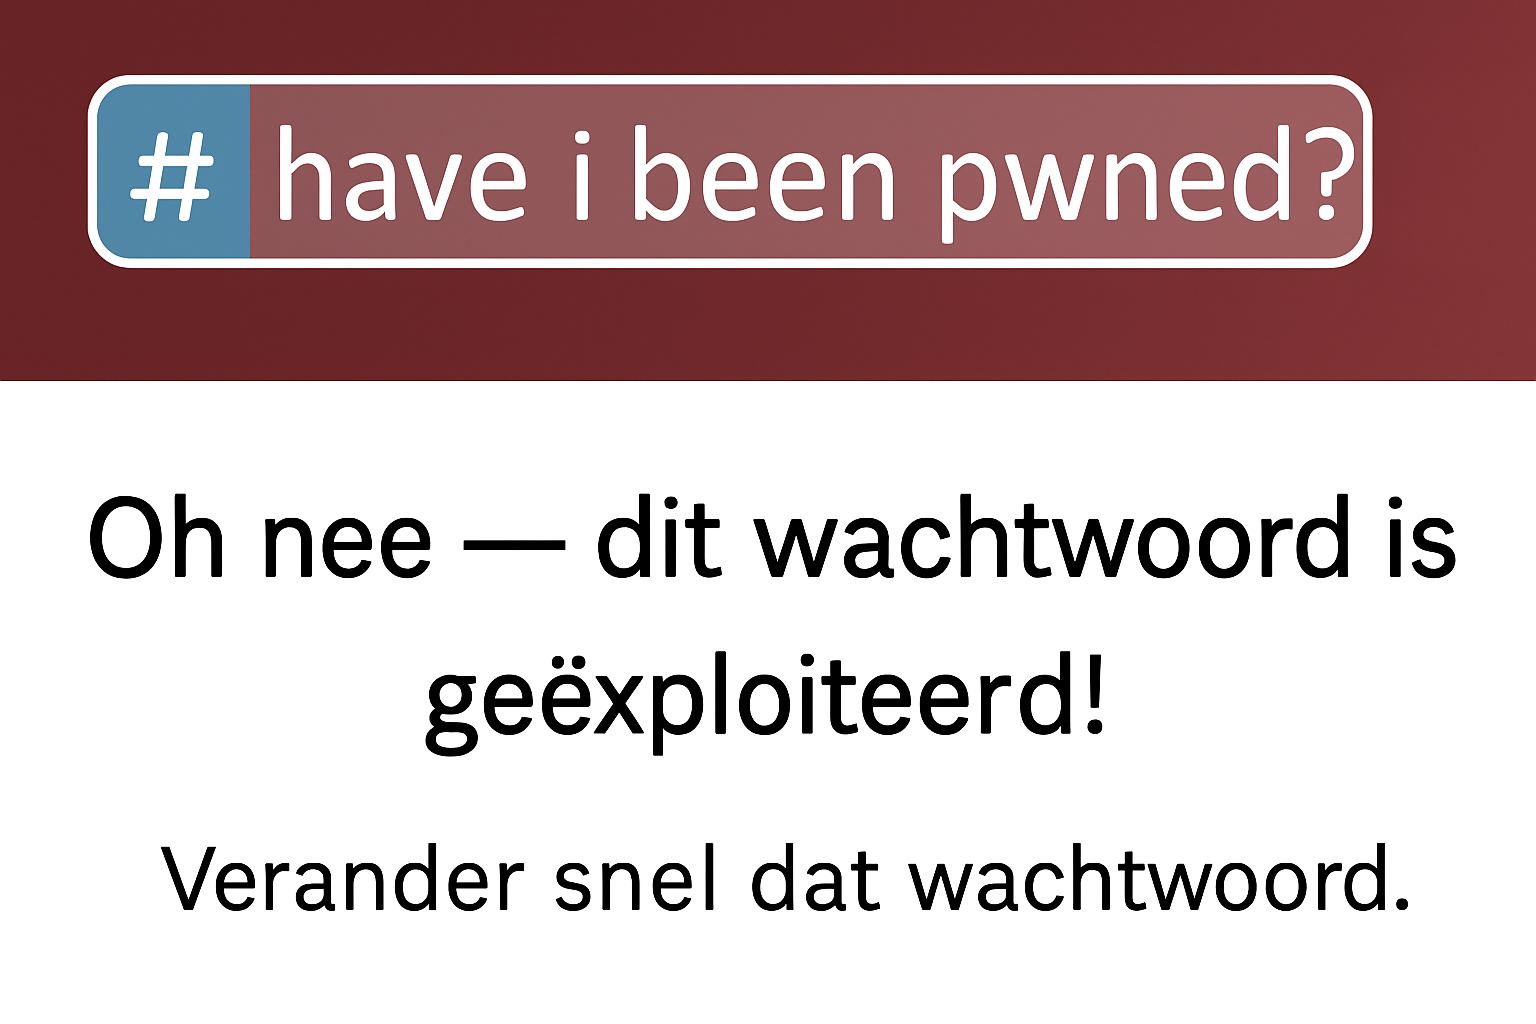 # have i been pwned?
Oh nee — dit wachtwoord is
geëxploiteerd!
Verander snel dat wachtwoord.